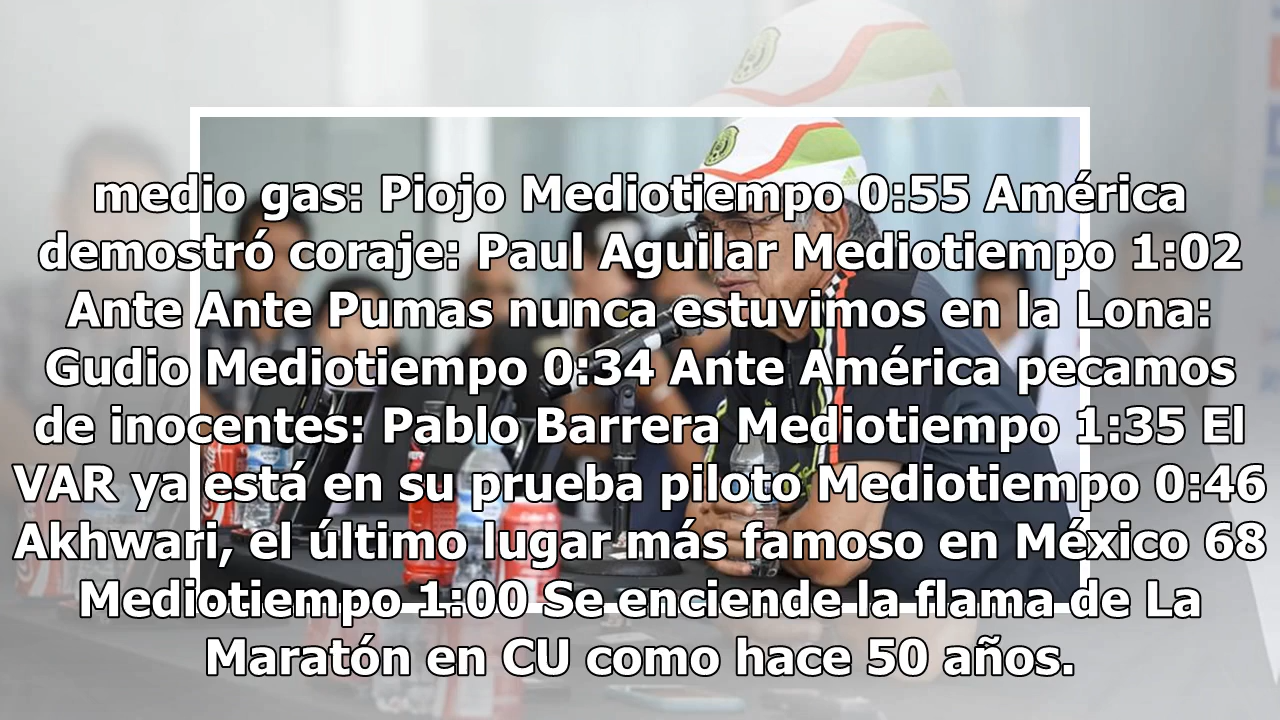 medio gas: Piojo Mediotiempo 0:55 América
demostró coraje: Paul Aguilar Mediotiempo 1:02
Ante Ante Pumas nunca estuvimos en la Lona:
Gudio Mediotiempo 0:34 Ante América pecamos
de inocentes: Pablo Barrera Mediotiempo 1:35 El
VAR ya está en su prueba piloto Mediotiempo 0:46
Akhwari, el último lugar más famoso en México 68
Mediotiempo 1:00 Se enciende la flama de La
Maratón en CU como hace 50 años.